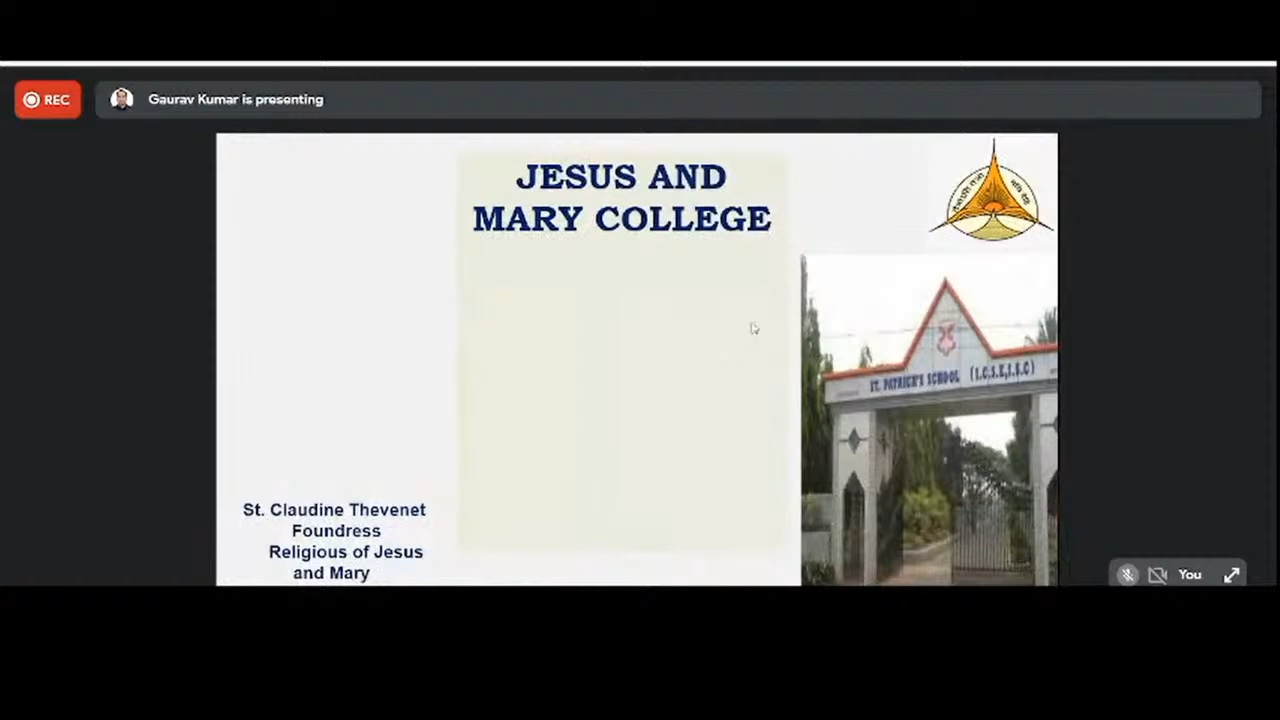 REC
Gaurav Kumar is presenting
JESUS AND
MARY COLLEGE
ST. PATRICK'S SCHOOL (I.C.S.E, I.S.C)
St. Claudine Thevenet
Foundress
Religious of Jesus
and Mary
You